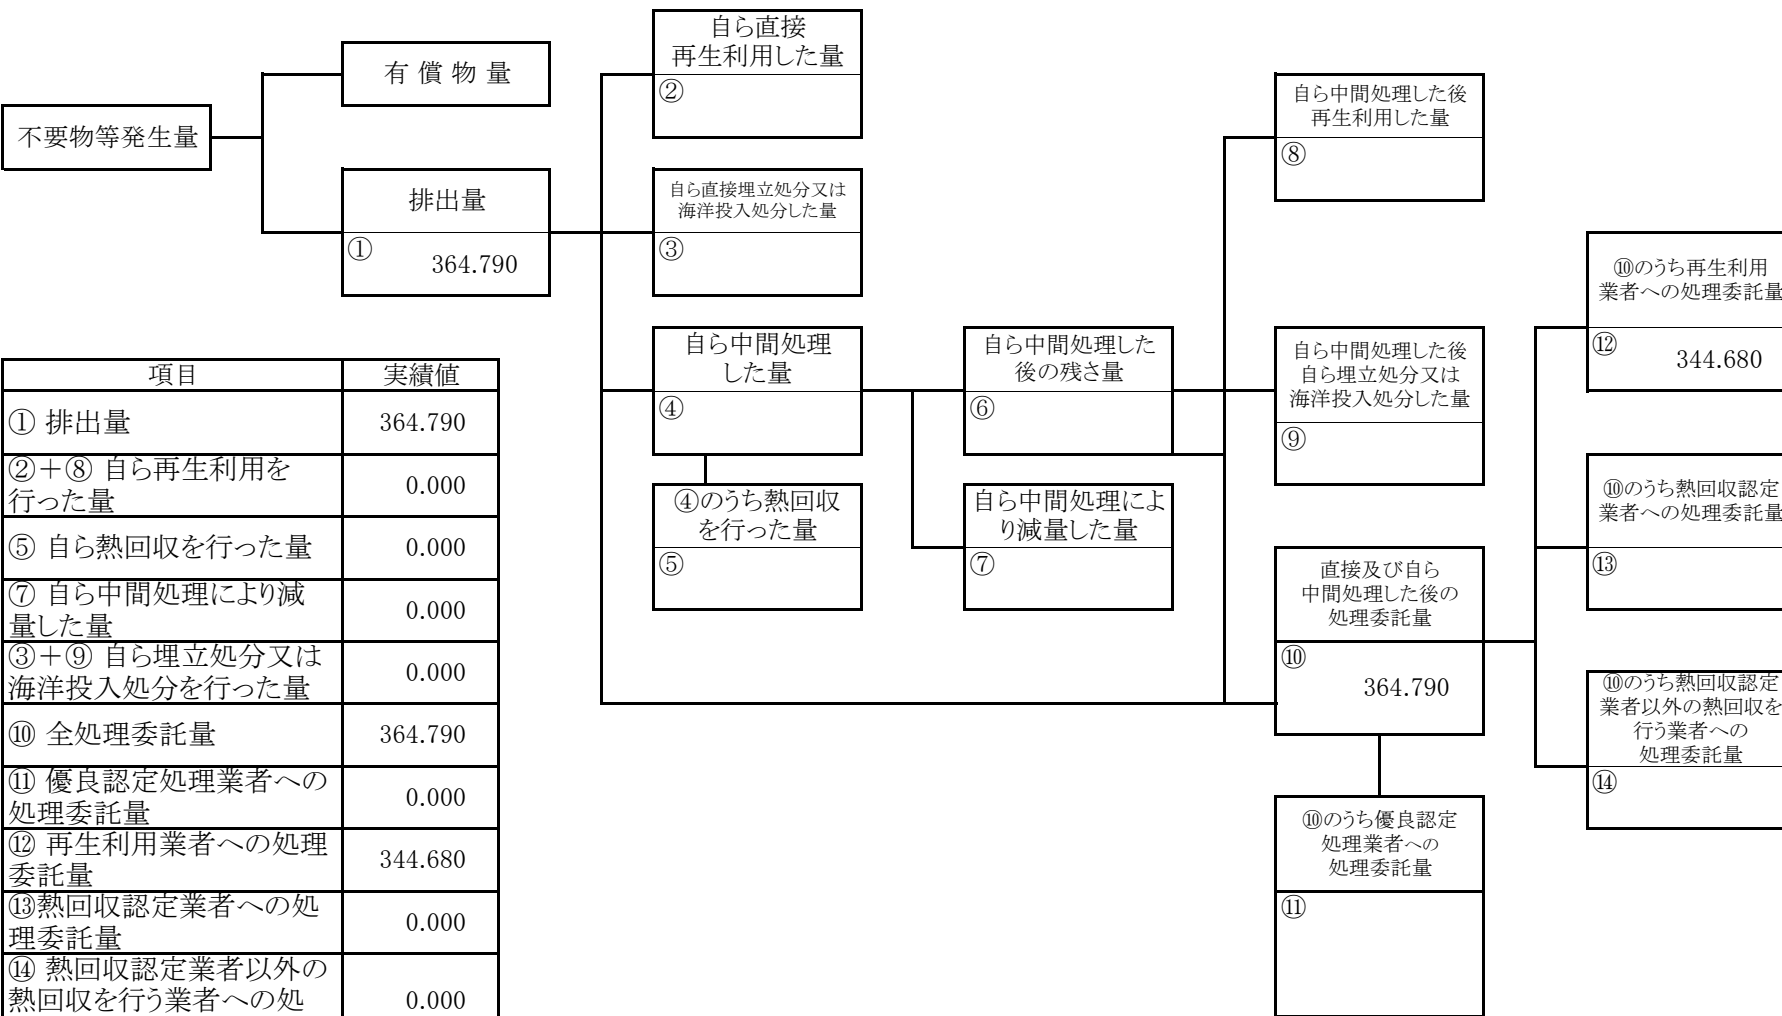 不要物等発生量
有 償 物 量
排出量
①
364.790
自ら直接
再生利用した量
②
自ら直接埋立処分又は
海洋投入処分した量
③
自ら中間処理
した量
④
④のうち熱回収
を行った量
⑤
自ら中間処理した
後の残さ量
⑥
自ら中間処理によ
り減量した量
⑦
自ら中間処理した後
再生利用した量
⑧
自ら中間処理した後
自ら埋立処分又は
海洋投入処分した量
⑨
直接及び自ら
中間処理した後の
処理委託量
⑩
364.790
⑩のうち優良認定
処理業者への
処理委託量
⑪
⑩のうち再生利用
業者への処理委託量
⑫
344.680
⑩のうち熱回収認定
業者への処理委託量
⑬
⑩のうち熱回収認定
業者以外の熱回収を
行う業者への
処理委託量
⑭
項目 実績値
① 排出量 364.790
②＋⑧ 自ら再生利用を
行った量 0.000
⑤ 自ら熱回収を行った量 0.000
⑦ 自ら中間処理により減
量した量 0.000
③＋⑨ 自ら埋立処分又は
海洋投入処分を行った量 0.000
⑩ 全処理委託量 364.790
⑪ 優良認定処理業者への
処理委託量 0.000
⑫ 再生利用業者への処理
委託量 344.680
⑬熱回収認定業者への処
理委託量 0.000
⑭ 熱回収認定業者以外の
熱回収を行う業者への処 0.000